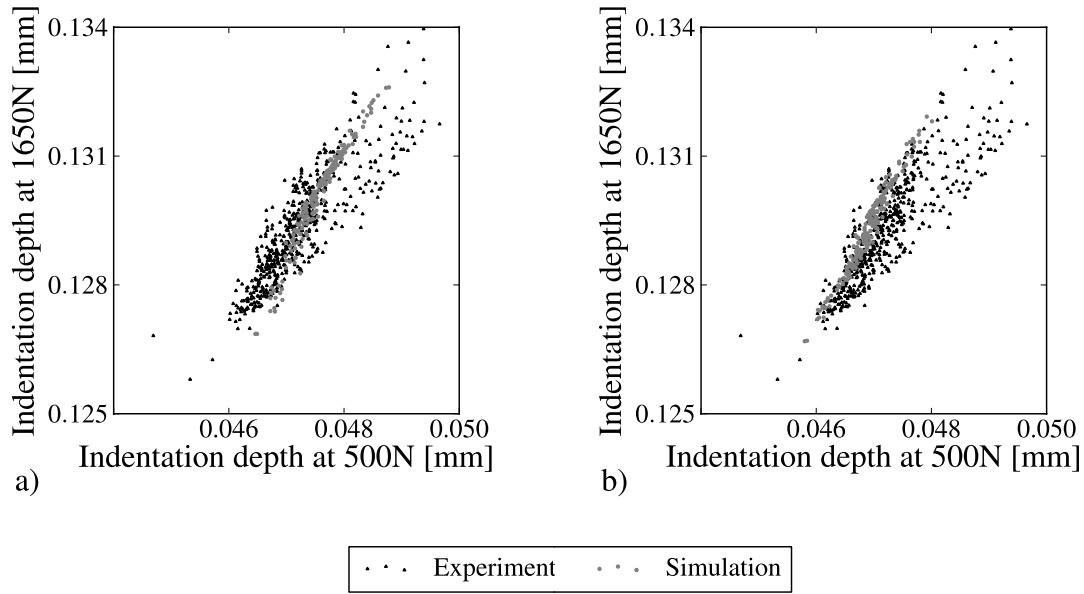 0.134
0.131
0.128
0.125
Indentation depth at 1650N [mm]
0.046 0.048 0.050
Indentation depth at 500N [mm]
a)
0.134
0.131
0.128
0.125
Indentation depth at 1650N [mm]
0.046 0.048 0.050
Indentation depth at 500N [mm]
b)
Experiment Simulation